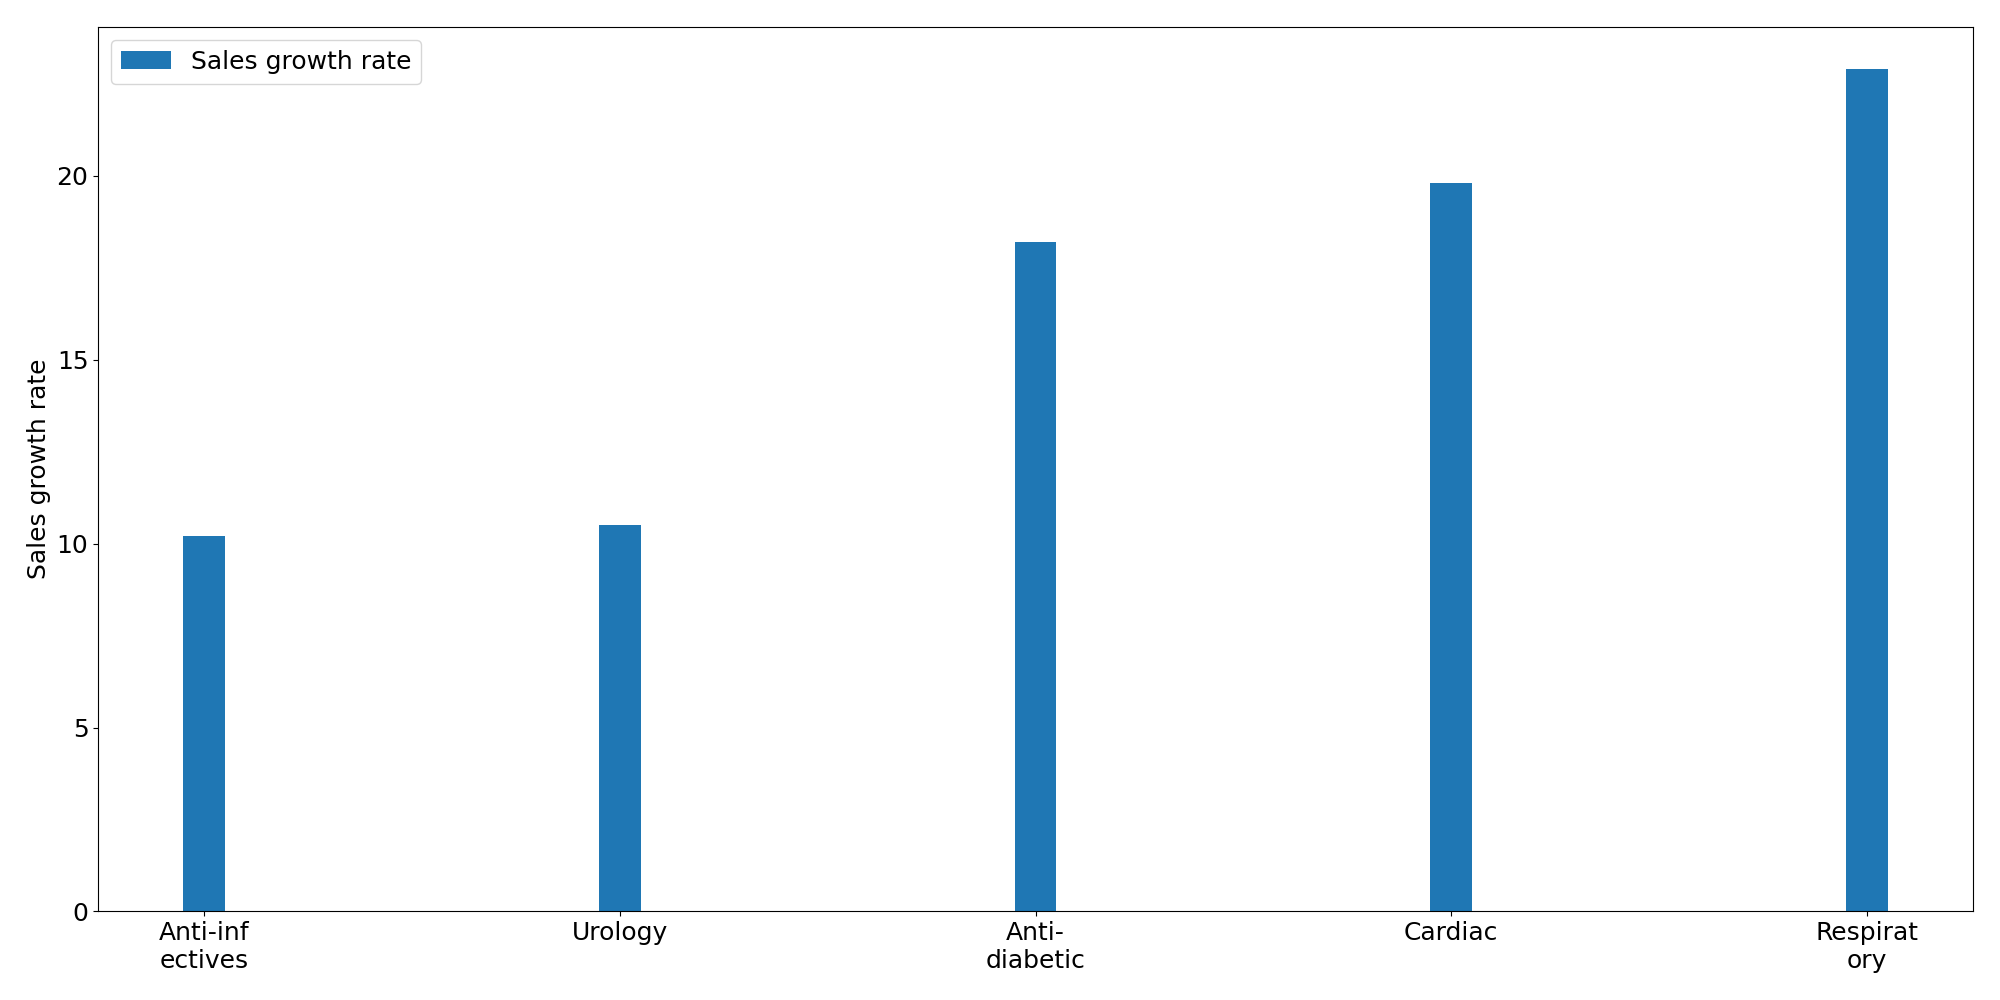 Sales growth rate
Sales growth rate
20
15
10
5
0
Anti-inf
ectives
Urology
Anti-
diabetic
Cardiac
Respirat
ory